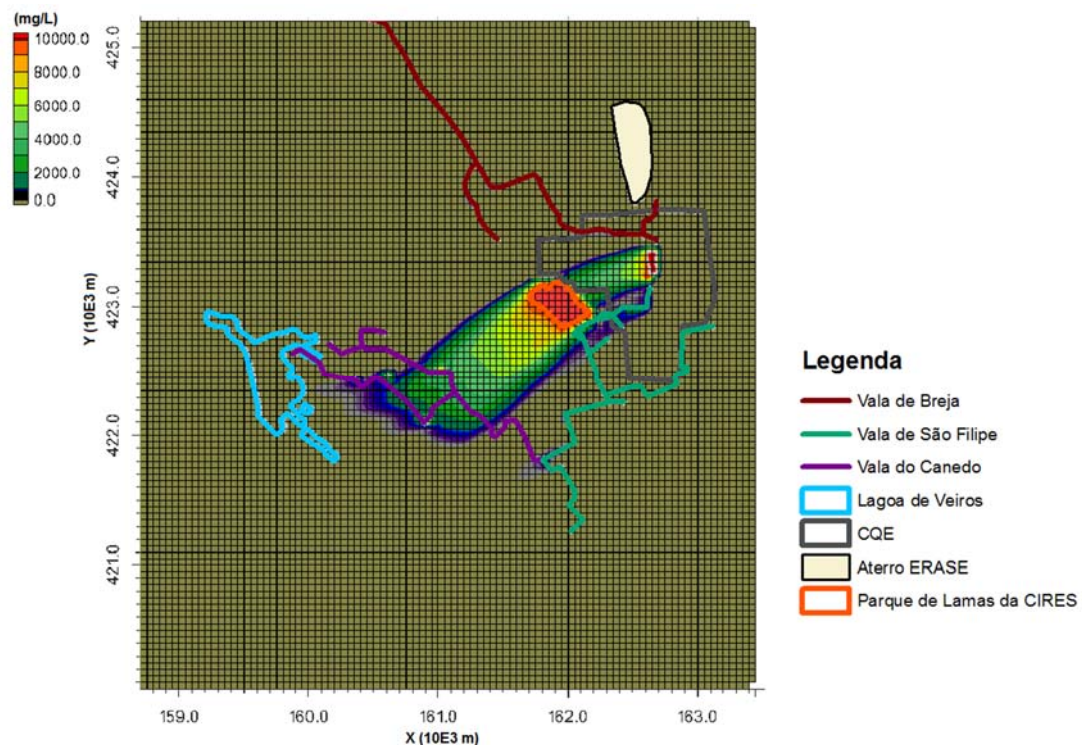 (mg/L)
10000.0
8000.0
6000.0
4000.0
2000.0
0.0
425.0
424.0
423.0
422.0
421.0
Y (10E3 m)
159.0 160.0 161.0 162.0 163.0
X (10E3 m)
Legenda
Vala de Breja
Vala de São Filipe
Vala do Canedo
Lagoa de Veiros
CQE
Aterro ERASE
Parque de Lamas da CIRES